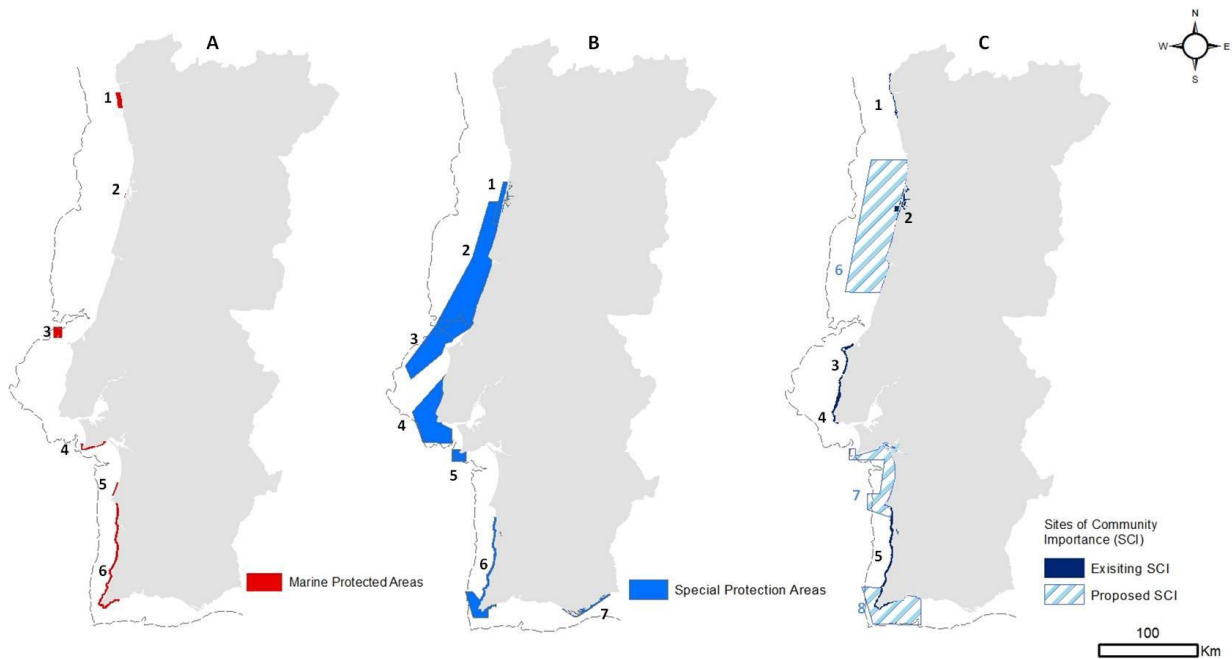 A
B
C
N
W E
S
1
2
3
4
5
6
Marine Protected Areas
1
2
3
4
5
6
7
Special Protection Areas
1
2
6
3
4
7
5
8
Sites of Community
Importance (SCI)
Exisiting SCI
Proposed SCI
100
Km